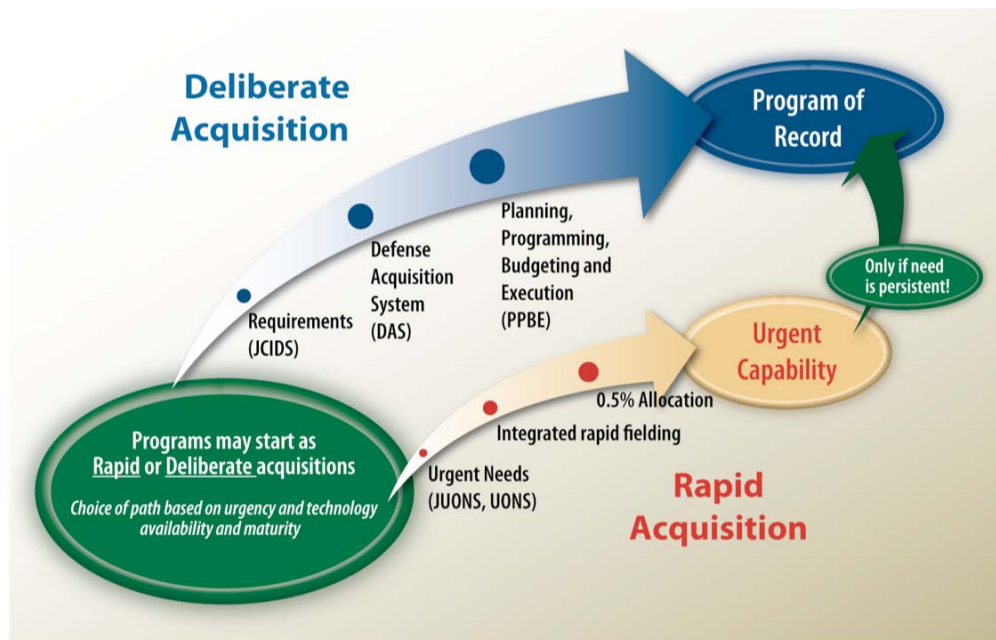 Deliberate
Acquisition
Program of
Record
Planning,
Programming,
Budgeting and
Execution
(PPBE)
Defense
Acquisition
System
(DAS)
Requirements
(JCIDS)
Only if need
is persistent!
Urgent
Capability
0.5% Allocation
Integrated rapid fielding
Urgent Needs
(JUONS, UONS)
Programs may start as
Rapid or Deliberate acquisitions
Choice of path based on urgency and technology
availability and maturity
Rapid
Acquisition